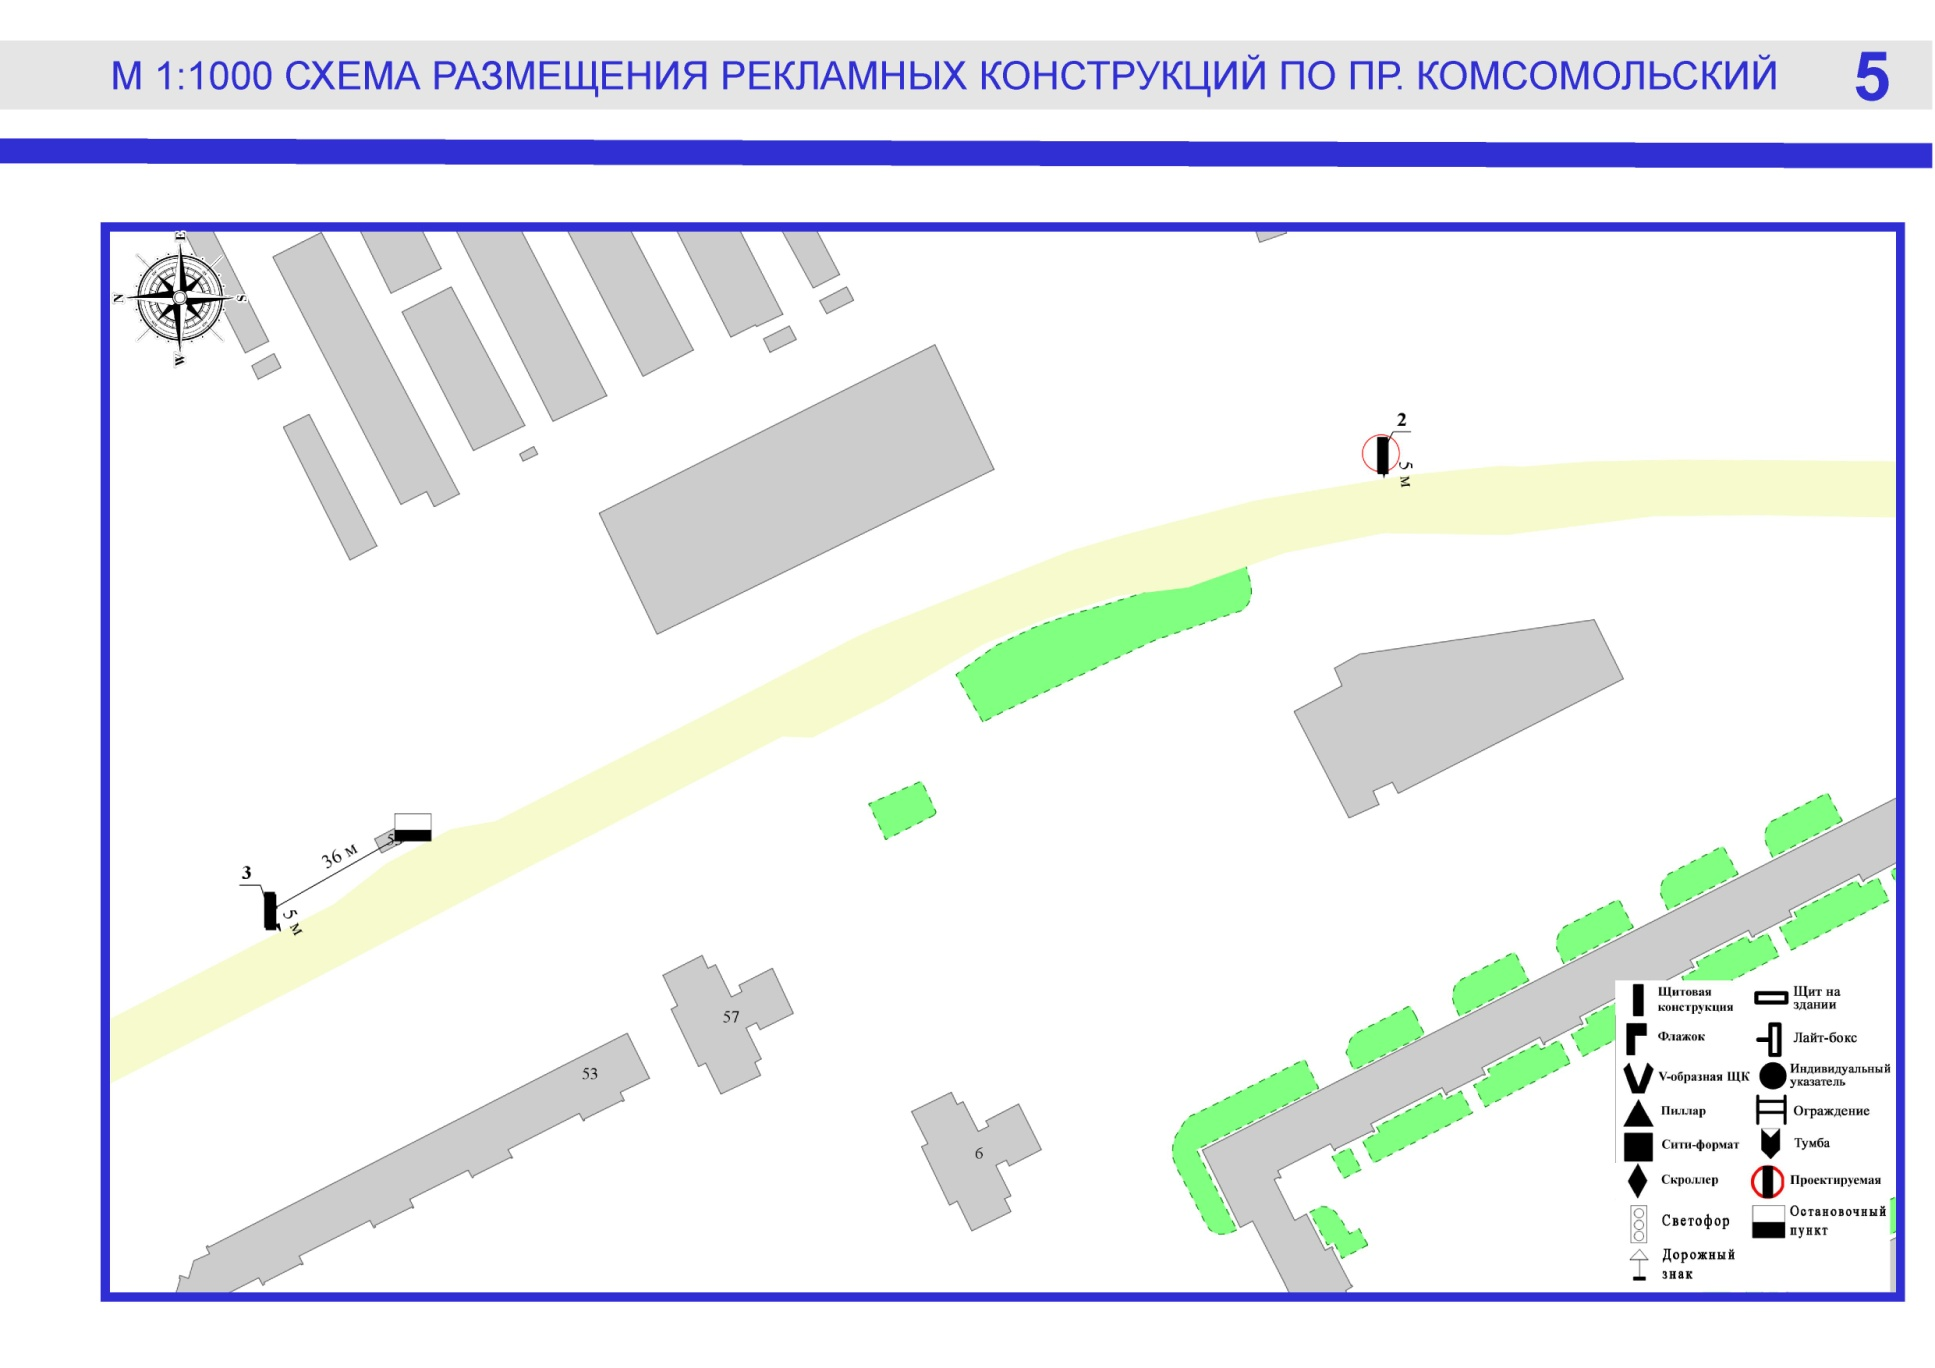 М 1:1000 СХЕМА РАЗМЕЩЕНИЯ РЕКЛАМНЫХ КОНСТРУКЦИЙ ПО ПР. КОМСОМОЛЬСКИЙ 5
E
N
S
W
2
5 м
36 м
3
5 м
57
53
6
Щитовая
конструкция
Щит на
здании
Флажок
Лайт-бокс
V-образная ЩК
Индивидуальный
указатель
Пиллар
Ограждение
Сити-формат
Тумба
Скроллер
Проектируемая
Светофор
Остановочный
пункт
Дорожный
знак